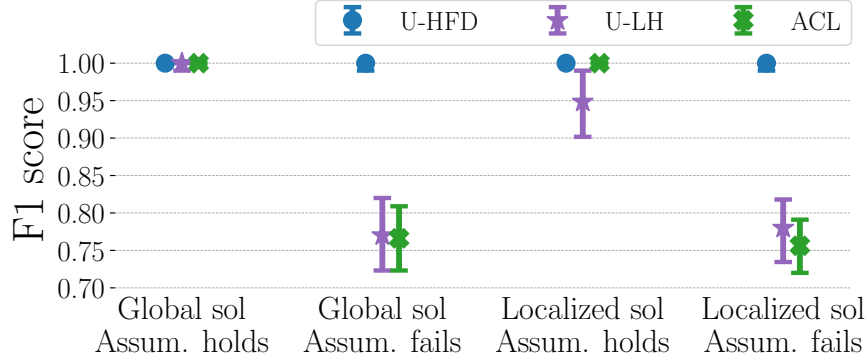 U-HFD U-LH ACL
F1 score
1.00
0.95
0.90
0.85
0.80
0.75
0.70
Global sol Global sol Localized sol Localized sol
Assum. holds Assum. fails Assum. holds Assum. fails